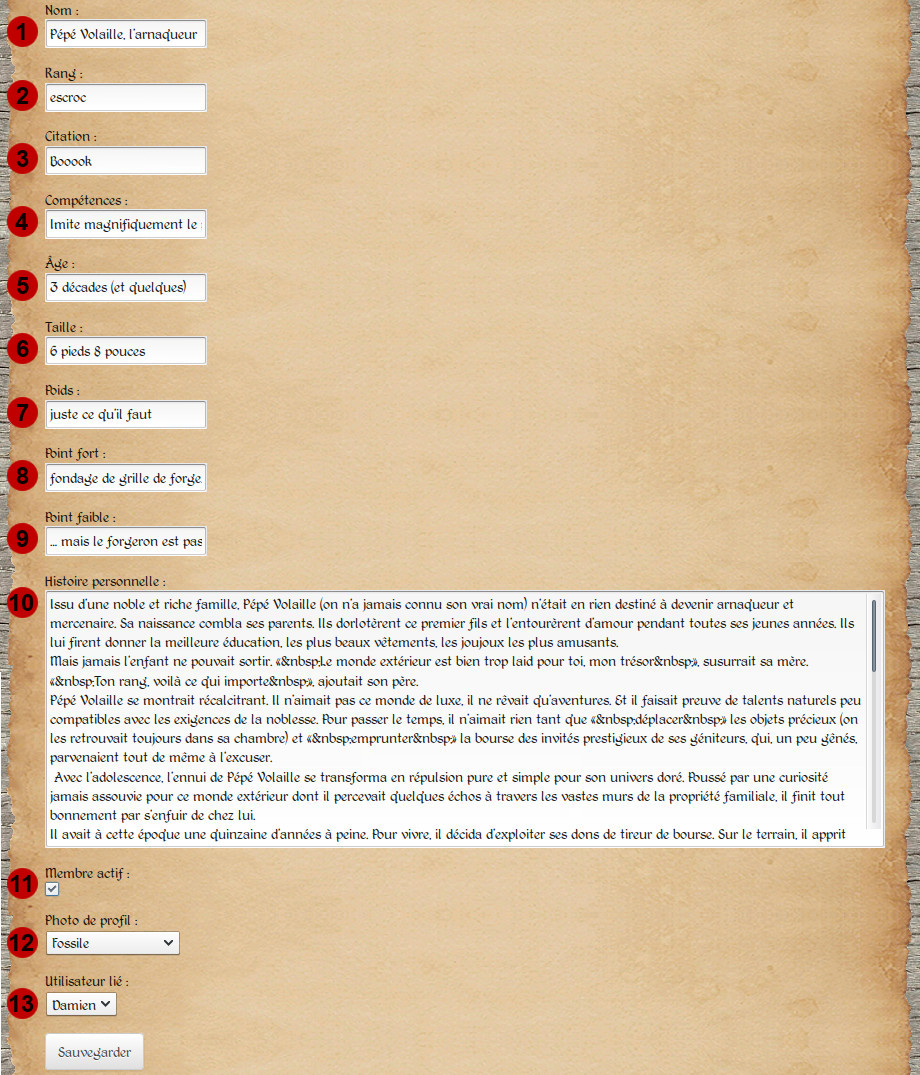 Nom :
1 Pépé Volaille, l'arnaqueur
Rang :
2 escroc
Citation :
3 Booook
Compétences :
4 Imite magnifiquement le
Âge :
5 3 décades (et quelques)
Taille :
6 6 pieds 8 pouces
Poids :
7 juste ce qu'il faut
Point fort :
8 fondage de grille de forge
Point faible :
9 ... mais le forgeron est pas
Histoire personnelle :
10 Issu d'une noble et riche famille, Pépé Volaille (on n'a jamais connu son vrai nom) n'était en rien destiné à devenir arnaqueur et
mercenaire. Sa naissance combla ses parents. Ils dorlotèrent ce premier fils et l'entourèrent d'amour pendant toutes ses jeunes années. Ils
lui firent donner la meilleure éducation, les plus beaux vêtements, les joujoux les plus amusants.
Mais jamais l'enfant ne pouvait sortir. «&nbsp;Le monde extérieur est bien trop laid pour toi, mon trésor&nbsp;», susurrait sa mère.
«&nbsp;Ton rang, voilà ce qui importe&nbsp;», ajoutait son père.
Pépé Volaille se montrait récalcitrant. Il n'aimait pas ce monde de luxe, il ne rêvait qu'aventures. Et il faisait preuve de talents naturels peu
compatibles avec les exigences de la noblesse. Pour passer le temps, il n'aimait rien tant que «&nbsp;déplacer&nbsp;» les objets précieux (on
les retrouvait toujours dans sa chambre) et «&nbsp;emprunter&nbsp;» la bourse des invités prestigieux de ses géniteurs, qui, un peu gênés,
parvenaient tout de même à l'excuser.
Avec l'adolescence, l'ennui de Pépé Volaille se transforma en répulsion pure et simple pour son univers doré. Poussé par une curiosité
jamais assouvie pour ce monde extérieur dont il percevait quelques échos à travers les vastes murs de la propriété familiale, il finit tout
bonnement par s'enfuir de chez lui.
Il avait à cette époque une quinzaine d'années à peine. Pour vivre, il décida d'exploiter ses dons de tireur de bourse. Sur le terrain, il apprit
Membre actif :
11
Photo de profil :
12 Fossile
Utilisateur lié :
13 Damien
Sauvegarder